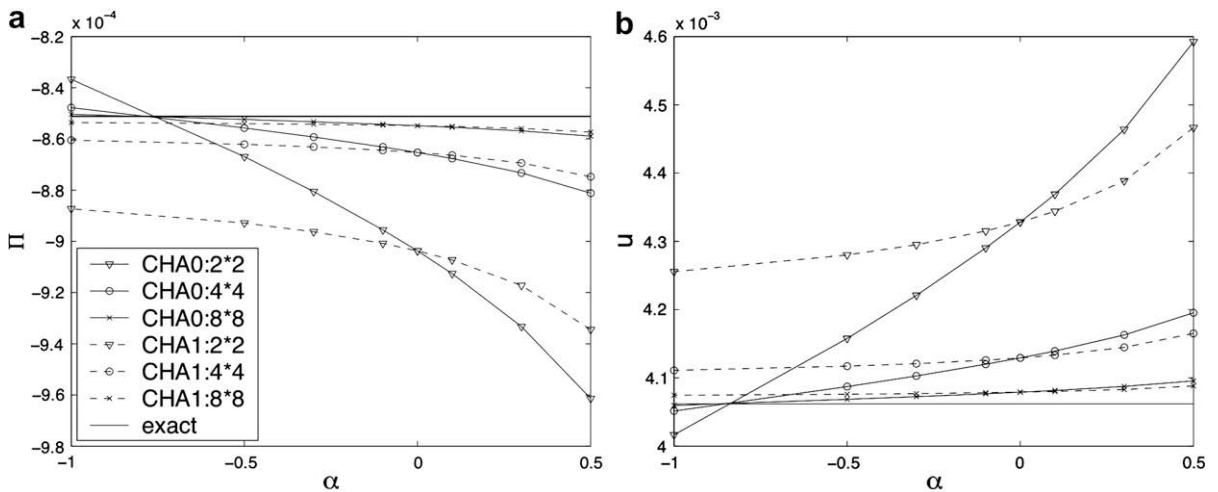 a
x 10⁻⁴
-8.2
-8.4
-8.6
-8.8
-9
-9.2
-9.4
-9.6
-9.8
Π
CHA0:2*2
CHA0:4*4
CHA0:8*8
CHA1:2*2
CHA1:4*4
CHA1:8*8
exact
-1
-0.5
0
0.5
α
b
x 10⁻³
4.6
4.5
4.4
4.3
4.2
4.1
4
u
-1
-0.5
0
0.5
α